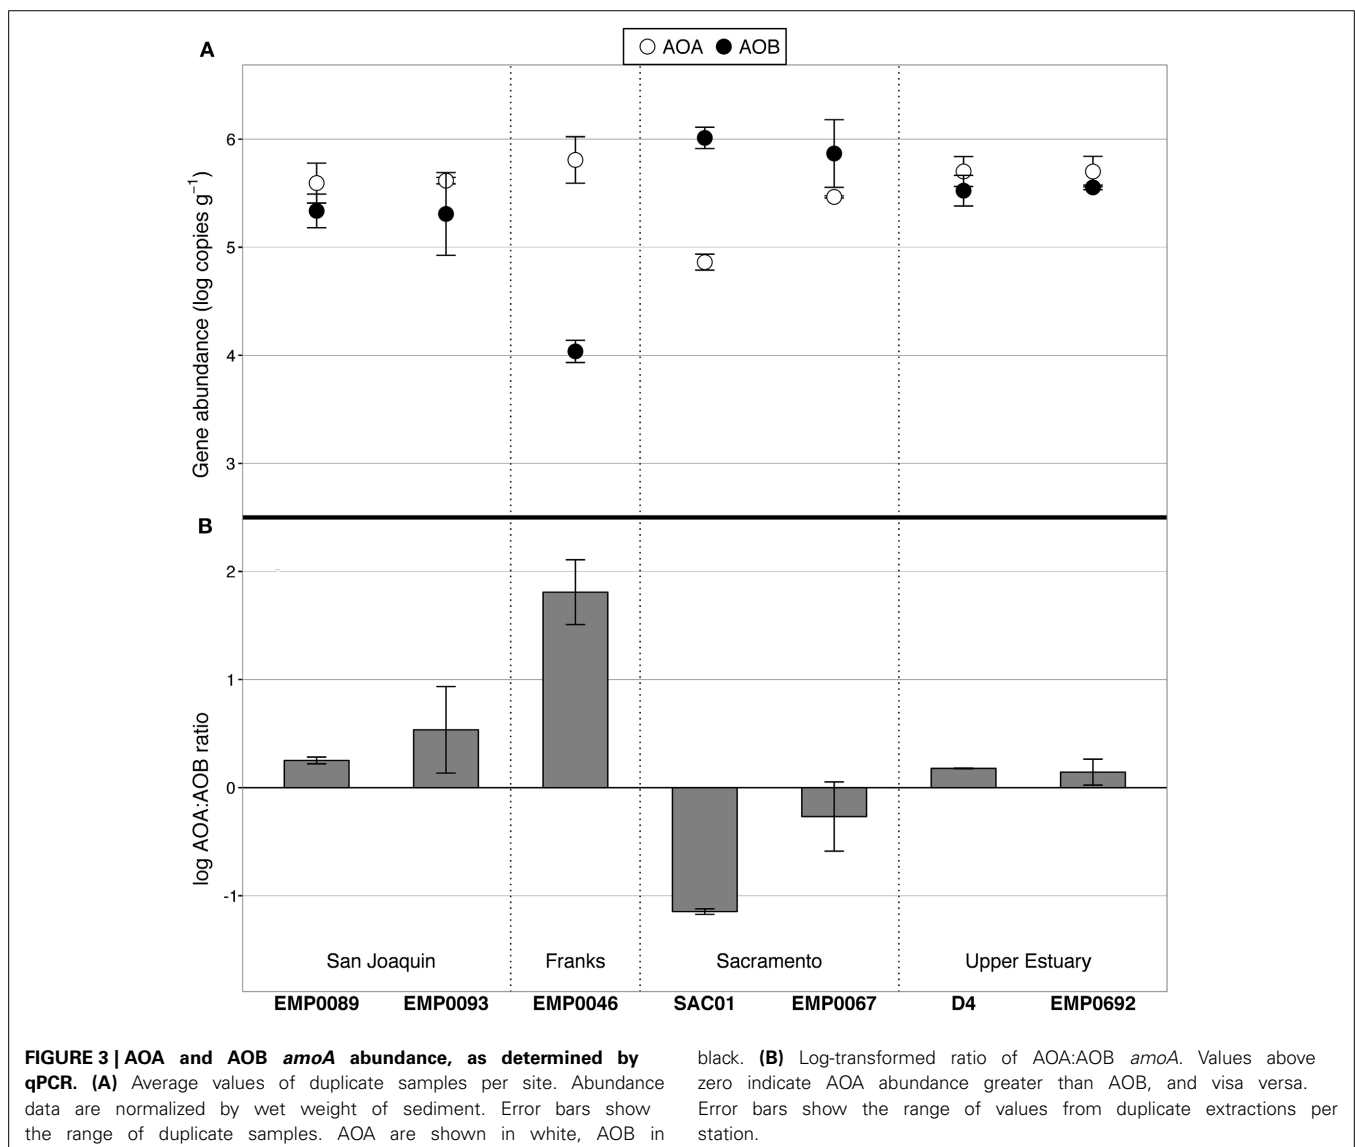 A
AOA AOB
Gene abundance (log copies g⁻¹)
6
5
4
3
B
log AOA:AOB ratio
2
1
0
-1
San Joaquin Franks Sacramento Upper Estuary
EMP0089 EMP0093 EMP0046 SAC01 EMP0067 D4 EMP0692
FIGURE 3 | AOA and AOB amoA abundance, as determined by
qPCR. (A) Average values of duplicate samples per site. Abundance
data are normalized by wet weight of sediment. Error bars show
the range of duplicate samples. AOA are shown in white, AOB in
black. (B) Log-transformed ratio of AOA:AOB amoA. Values above
zero indicate AOA abundance greater than AOB, and visa versa.
Error bars show the range of values from duplicate extractions per
station.